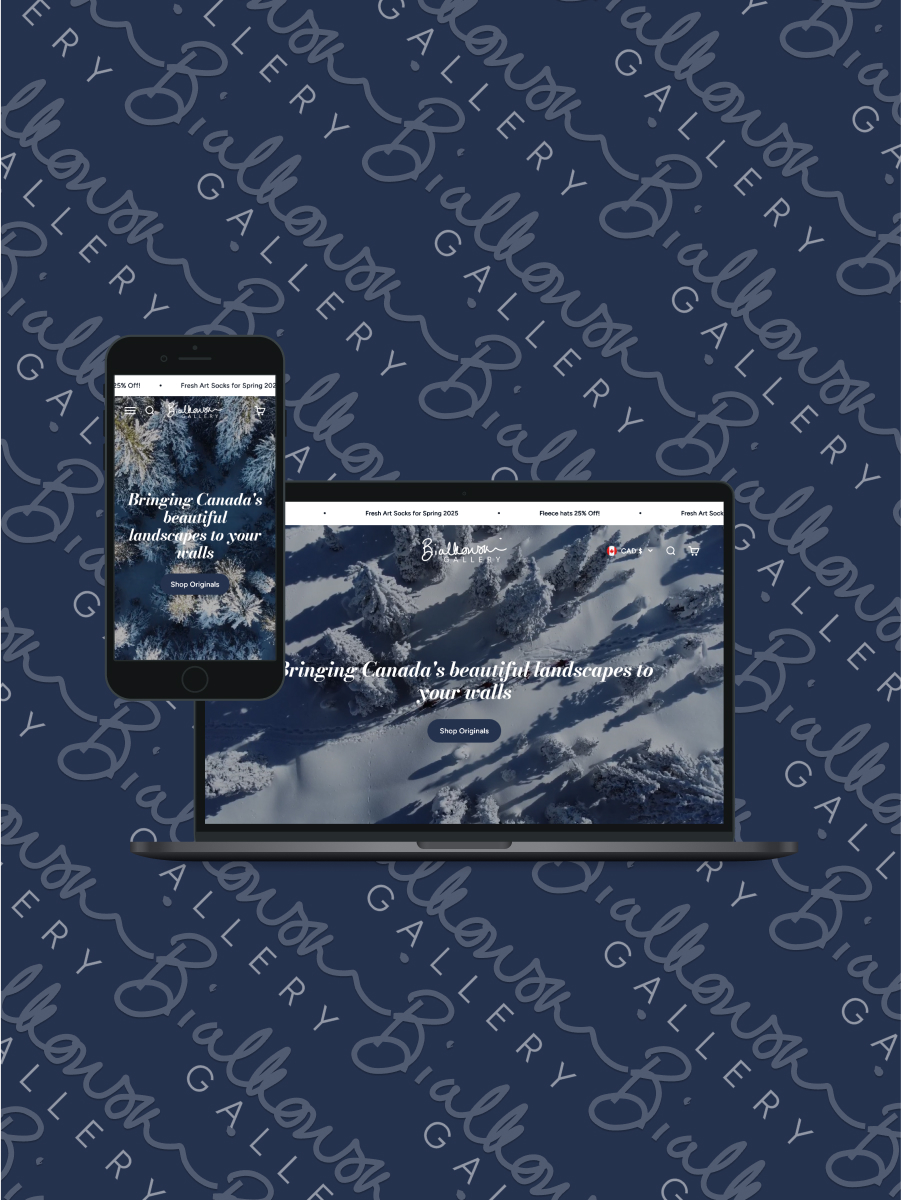 25% Off! • Fresh Art Socks for Spring 202
Bialkowski
GALLERY
Bringing Canada's
beautiful
landscapes to your
walls
Shop Originals
• Fresh Art Socks for Spring 2025 • Fleece hats 25% Off! • Fresh Art Sock
Bialkowski
GALLERY
CAD $
Bringing Canada's beautiful landscapes to
your walls
Shop Originals